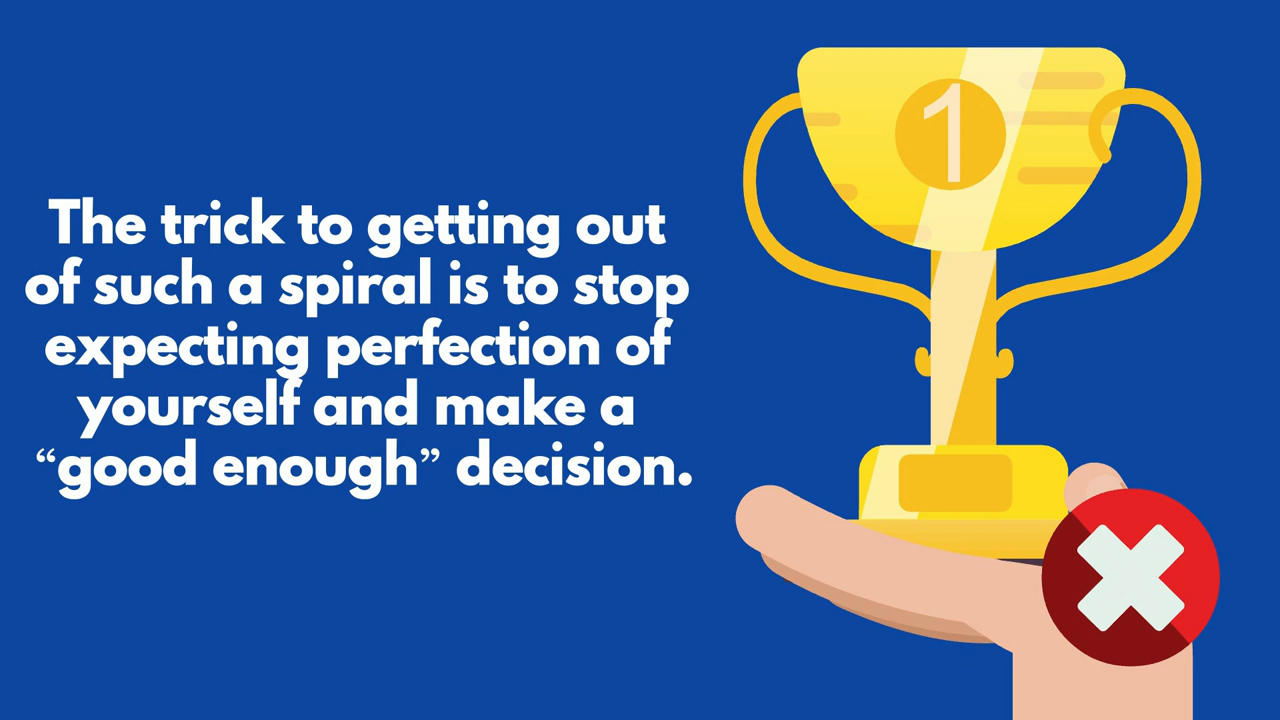 The trick to getting out
of such a spiral is to stop
expecting perfection of
yourself and make a
“good enough” decision.
1